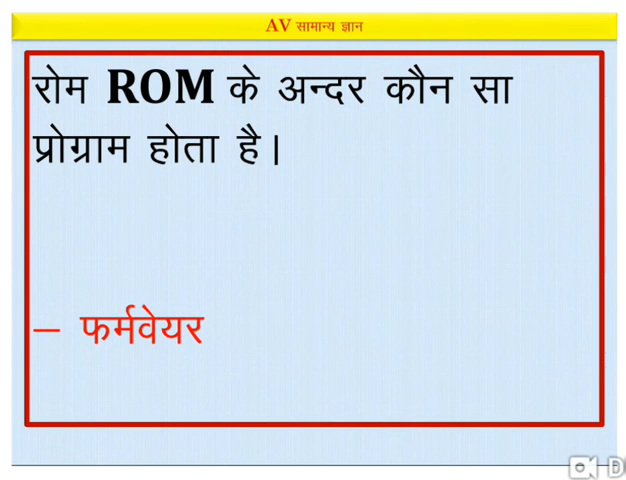 AV सामान्य ज्ञान
रोम ROM के अन्दर कौन सा
प्रोग्राम होता है।
– फर्मवेयर
D